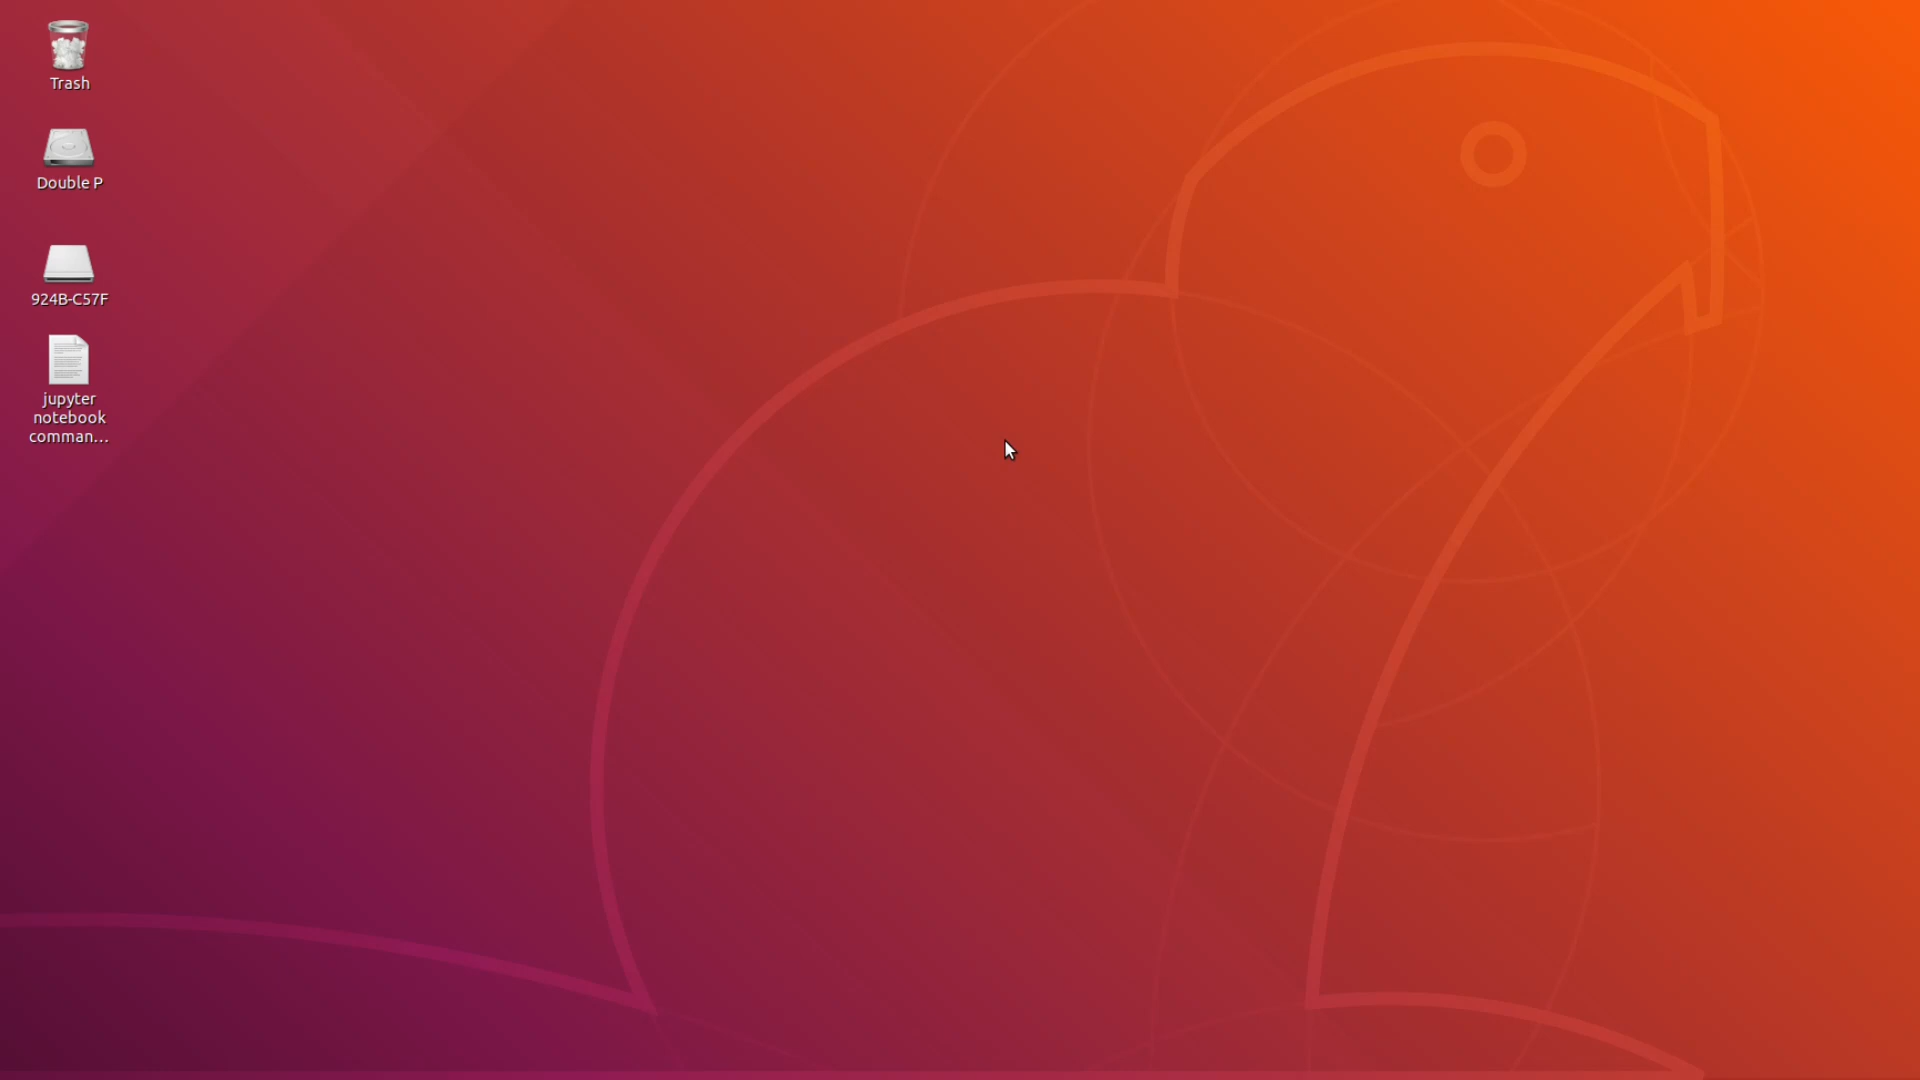 Trash
Double P
924B-C57F
jupyter
notebook
comman…